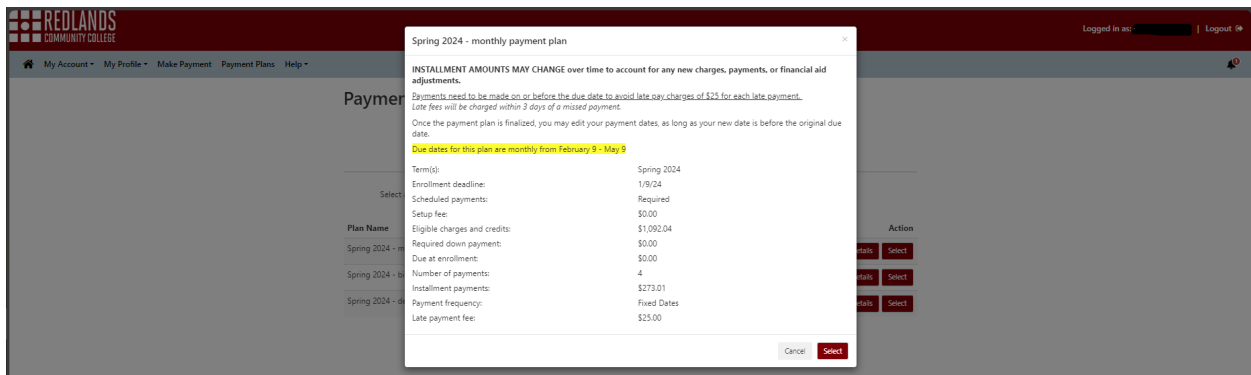 REDLANDS
COMMUNITY COLLEGE
Logged in as: | Logout
My Account My Profile Make Payment Payment Plans Help
Spring 2024 - monthly payment plan ×
INSTALLMENT AMOUNTS MAY CHANGE over time to account for any new charges, payments, or financial aid
adjustments.
Payments need to be made on or before the due date to avoid late pay charges of $25 for each late payment.
Late fees will be charged within 3 days of a missed payment.
Once the payment plan is finalized, you may edit your payment dates, as long as your new date is before the original due
date.
Due dates for this plan are monthly from February 9 - May 9
Term(s): Spring 2024
Enrollment deadline: 1/9/24
Scheduled payments: Required
Setup fee: $0.00
Eligible charges and credits: $1,092.04
Required down payment: $0.00
Due at enrollment: $0.00
Number of payments: 4
Installment payments: $273.01
Payment frequency: Fixed Dates
Late payment fee: $25.00
Cancel Select
Select
Plan Name Action
Spring 2024 - Select
Spring 2024 - Select
Spring 2024 - Select